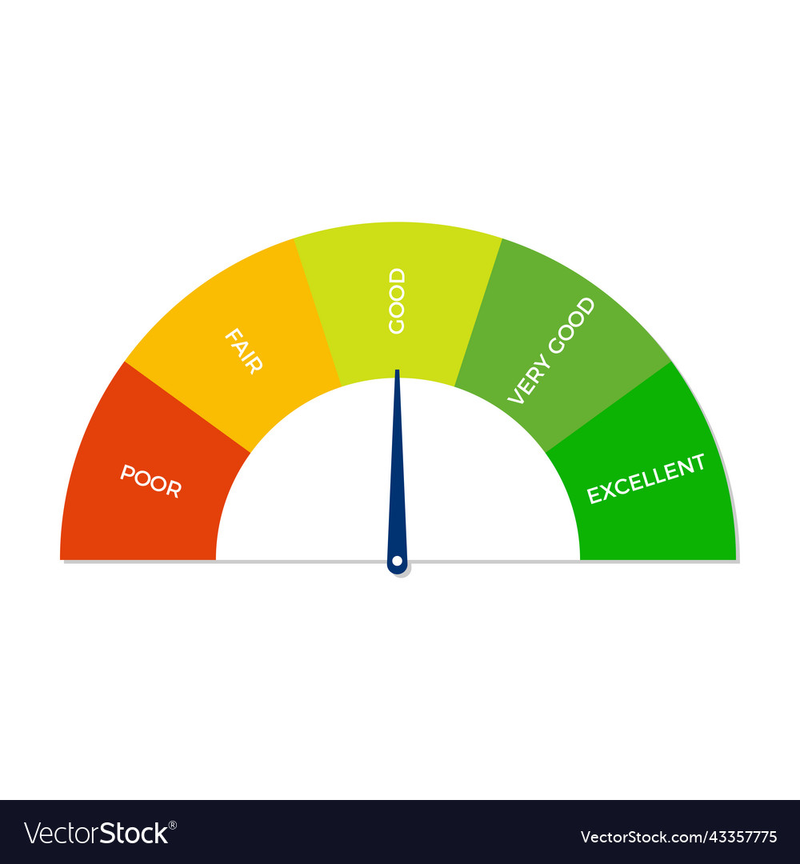 POOR
FAIR
GOOD
VERY GOOD
EXCELLENT
VectorStock®
VectorStock.com/43357775